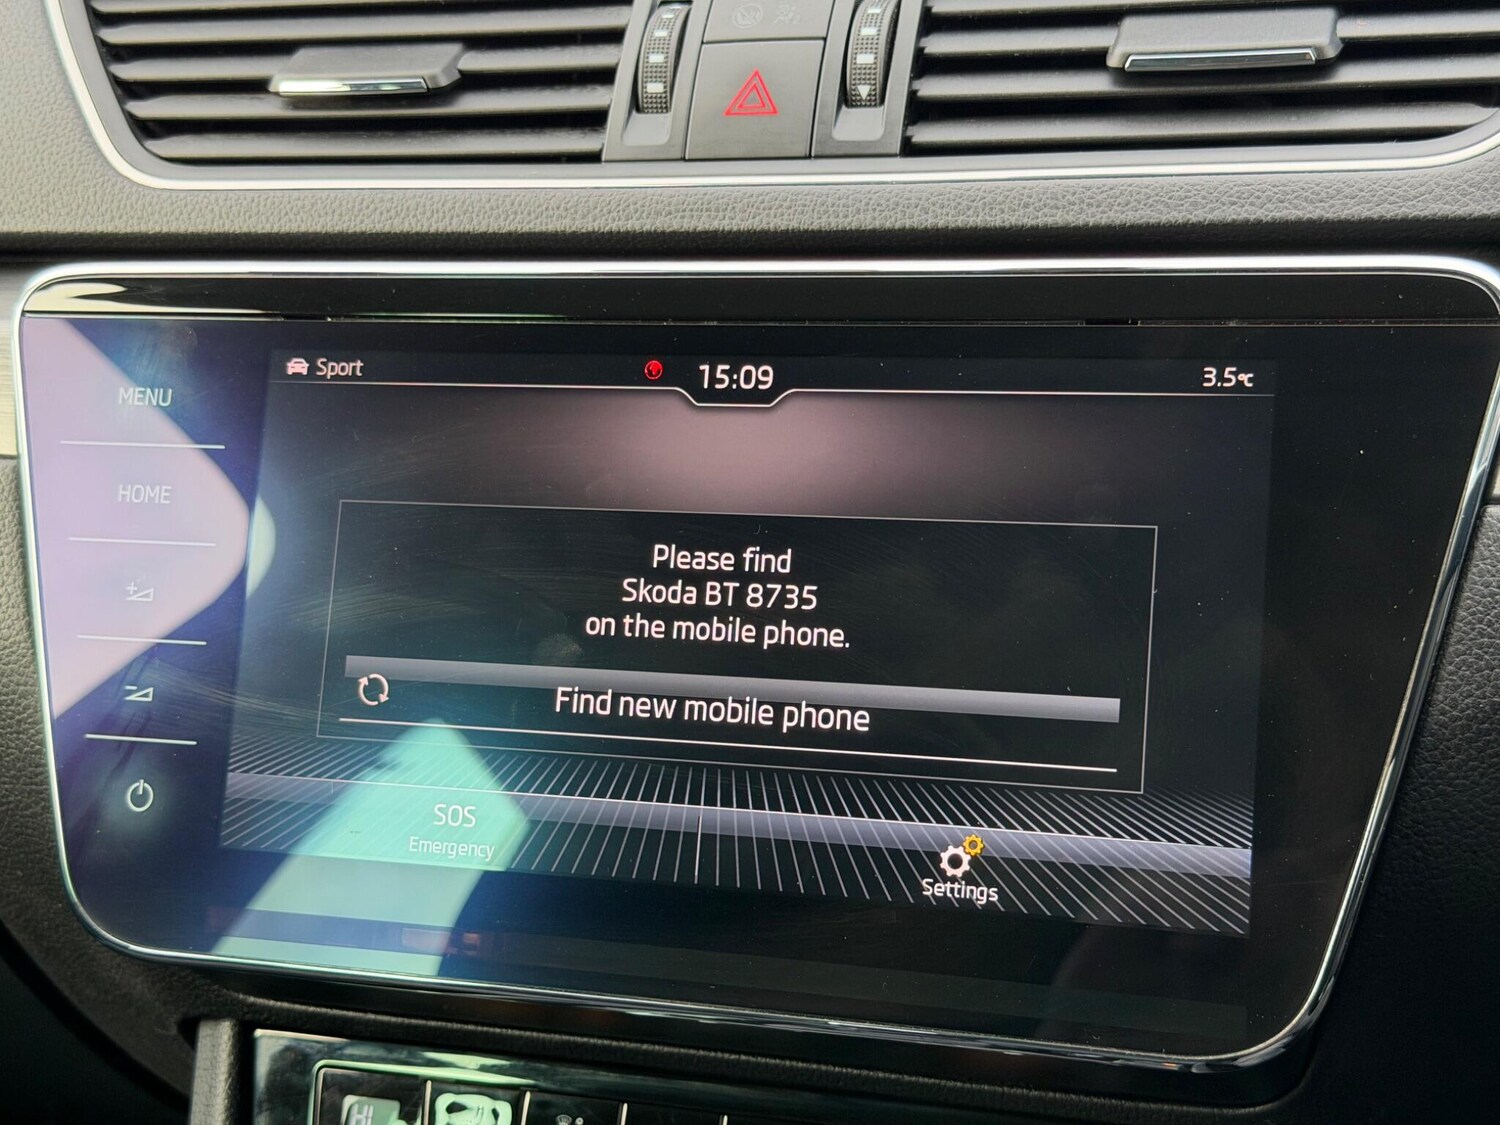 Sport
15:09
3.5°C
MENU
HOME
Please find
Skoda BT 8735
on the mobile phone.
Find new mobile phone
SOS
Emergency
Settings
HI